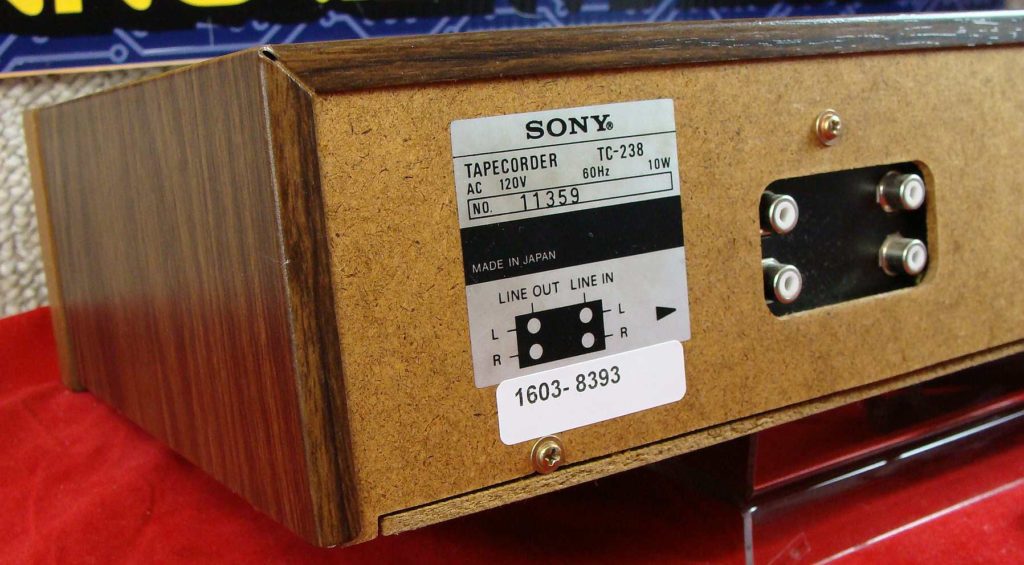 SONY®
TAPECORDER TC-238
AC 120V 60Hz 10W
NO. 11359
MADE IN JAPAN
LINE OUT LINE IN
L L
R R
1603-8393